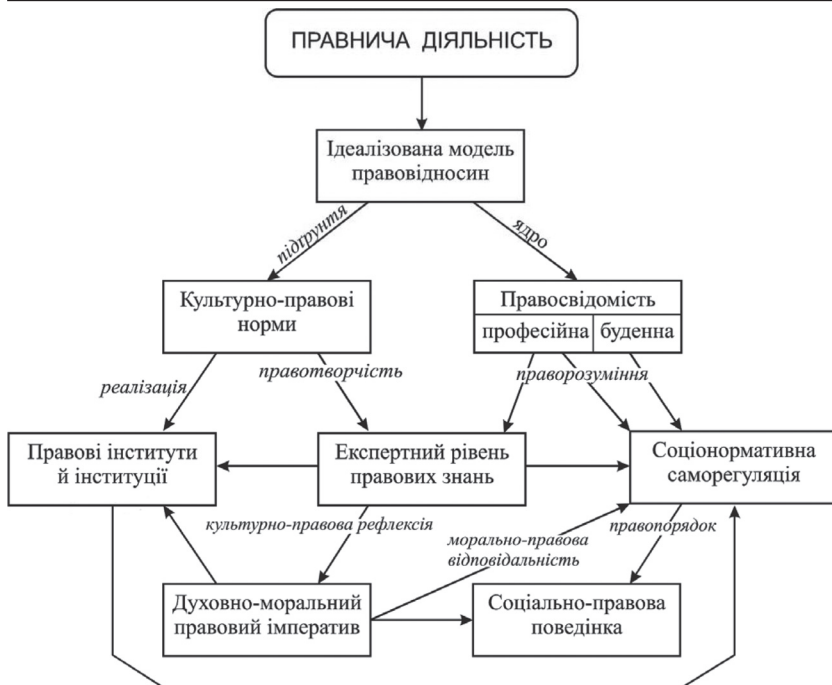 ПРАВНИЧА ДІЯЛЬНІСТЬ
Ідеалізована модель
правовідносин
підґрунтя
ядро
Культурно-правові
норми
Правосвідомість
професійна
буденна
реалізація
правотворчість
праворозуміння
Правові інститути
й інституції
Експертний рівень
правових знань
Соціонормативна
саморегуляція
культурно-правова рефлексія
морально-правова
відповідальність
правопорядок
Духовно-моральний
правовий імператив
Соціально-правова
поведінка